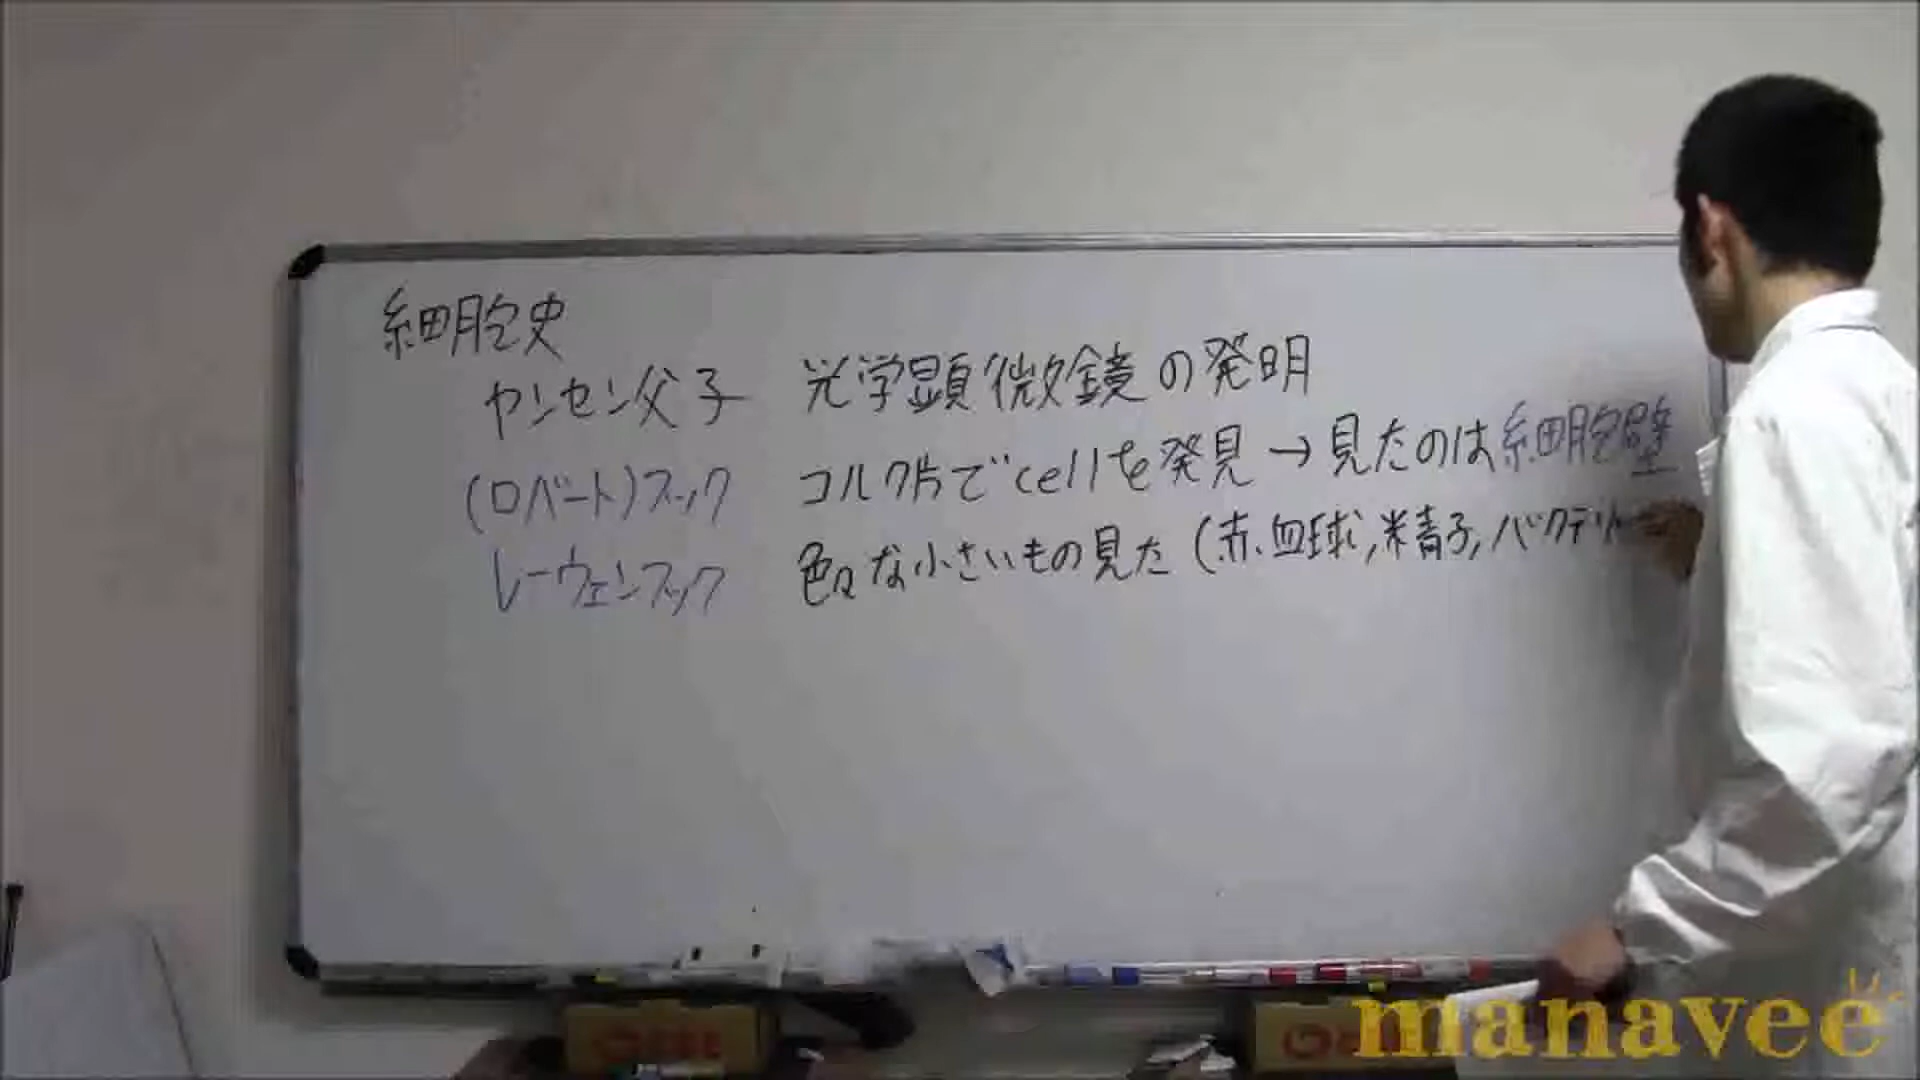 細胞史
ヤンセン父子 光学顕微鏡の発明
(ロバート)フック コルク片でcellを発見→見たのは細胞壁
レーウェンフック 色々な小さいもの見た(赤血球,精子,バクテリー
manavee